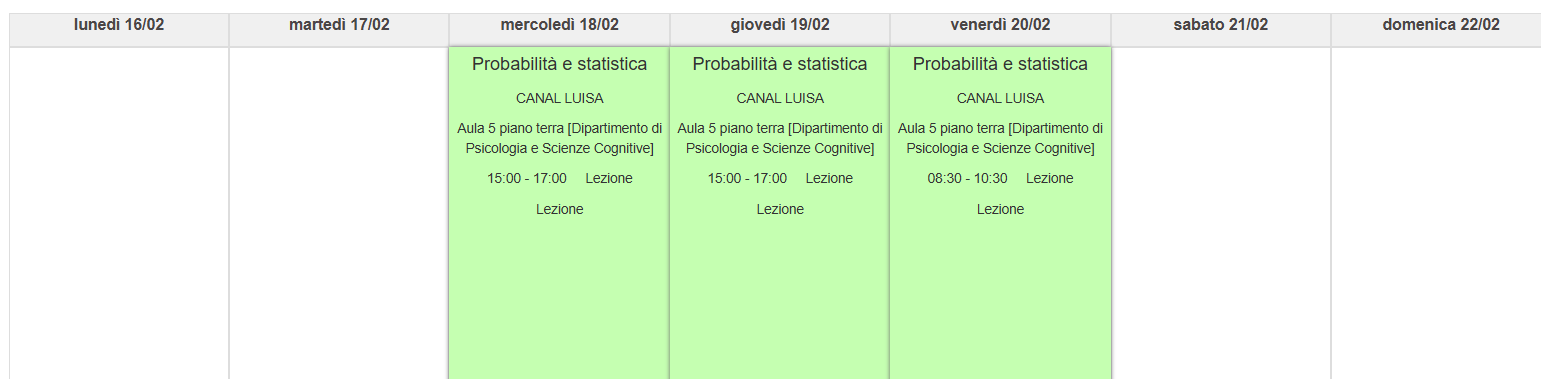 lunedì 16/02
martedì 17/02
mercoledì 18/02
giovedì 19/02
venerdì 20/02
sabato 21/02
domenica 22/02
Probabilità e statistica
CANAL LUISA
Aula 5 piano terra [Dipartimento di
Psicologia e Scienze Cognitive]
15:00 - 17:00 Lezione
Lezione
Probabilità e statistica
CANAL LUISA
Aula 5 piano terra [Dipartimento di
Psicologia e Scienze Cognitive]
15:00 - 17:00 Lezione
Lezione
Probabilità e statistica
CANAL LUISA
Aula 5 piano terra [Dipartimento di
Psicologia e Scienze Cognitive]
08:30 - 10:30 Lezione
Lezione